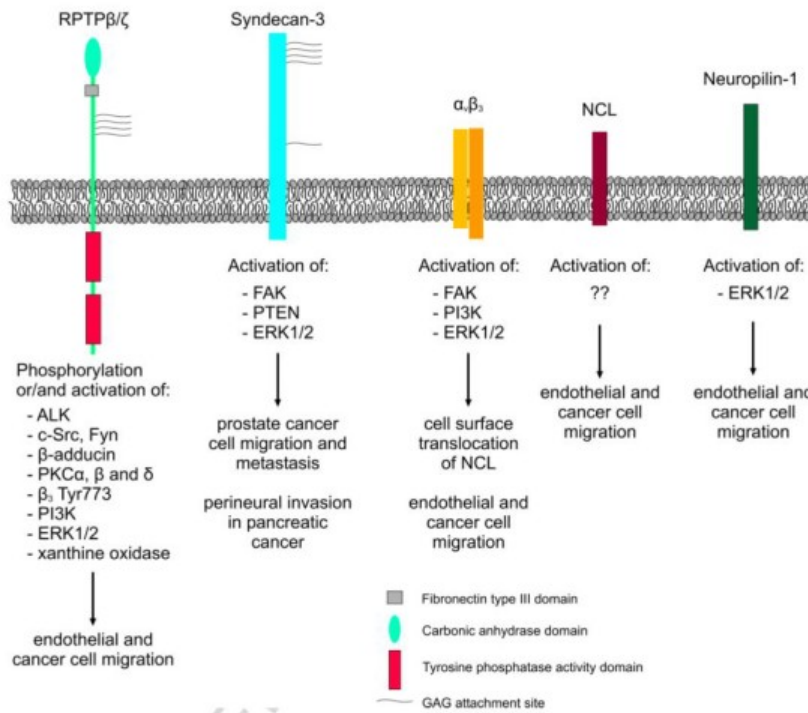 RPTPβ/ζ
Syndecan-3
αᵥβ₃
NCL
Neuropilin-1
Phosphorylation
or/and activation of:
- ALK
- c-Src, Fyn
- β-adducin
- PKCα, β and δ
- β₃ Tyr773
- PI3K
- ERK1/2
- xanthine oxidase
endothelial and
cancer cell migration
Activation of:
- FAK
- PTEN
- ERK1/2
prostate cancer
cell migration and
metastasis
perineural invasion
in pancreatic
cancer
Activation of:
- FAK
- PI3K
- ERK1/2
cell surface
translocation
of NCL
endothelial and
cancer cell
migration
Activation of:
??
endothelial and
cancer cell
migration
Activation of:
- ERK1/2
endothelial and
cancer cell
migration
Fibronectin type III domain
Carbonic anhydrase domain
Tyrosine phosphatase activity domain
GAG attachment site